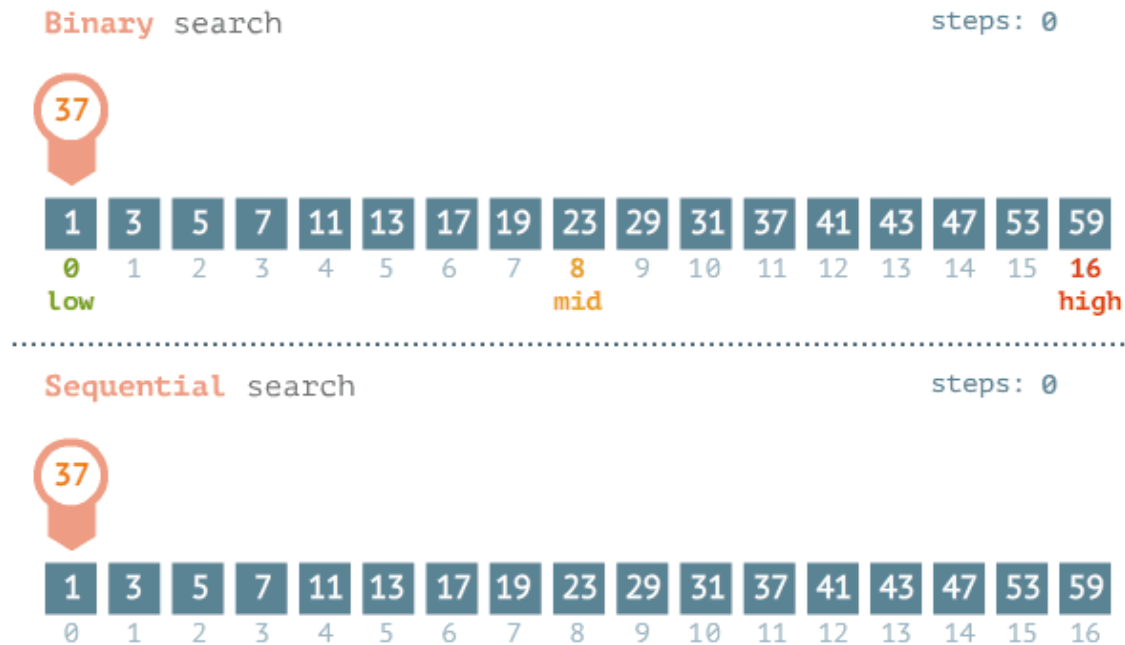 Binary search
steps: 0
37
1 3 5 7 11 13 17 19 23 29 31 37 41 43 47 53 59
0 1 2 3 4 5 6 7 8 9 10 11 12 13 14 15 16
low mid high
Sequential search
steps: 0
37
1 3 5 7 11 13 17 19 23 29 31 37 41 43 47 53 59
0 1 2 3 4 5 6 7 8 9 10 11 12 13 14 15 16